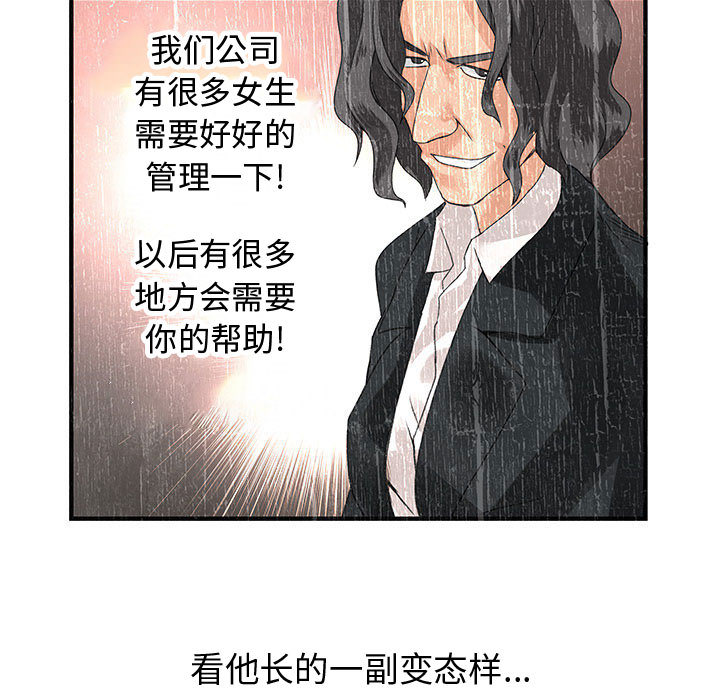 我们公司
有很多女生
需要好好的
管理一下!
以后有很多
地方会需要
你的帮助!
看他长的一副变态样...